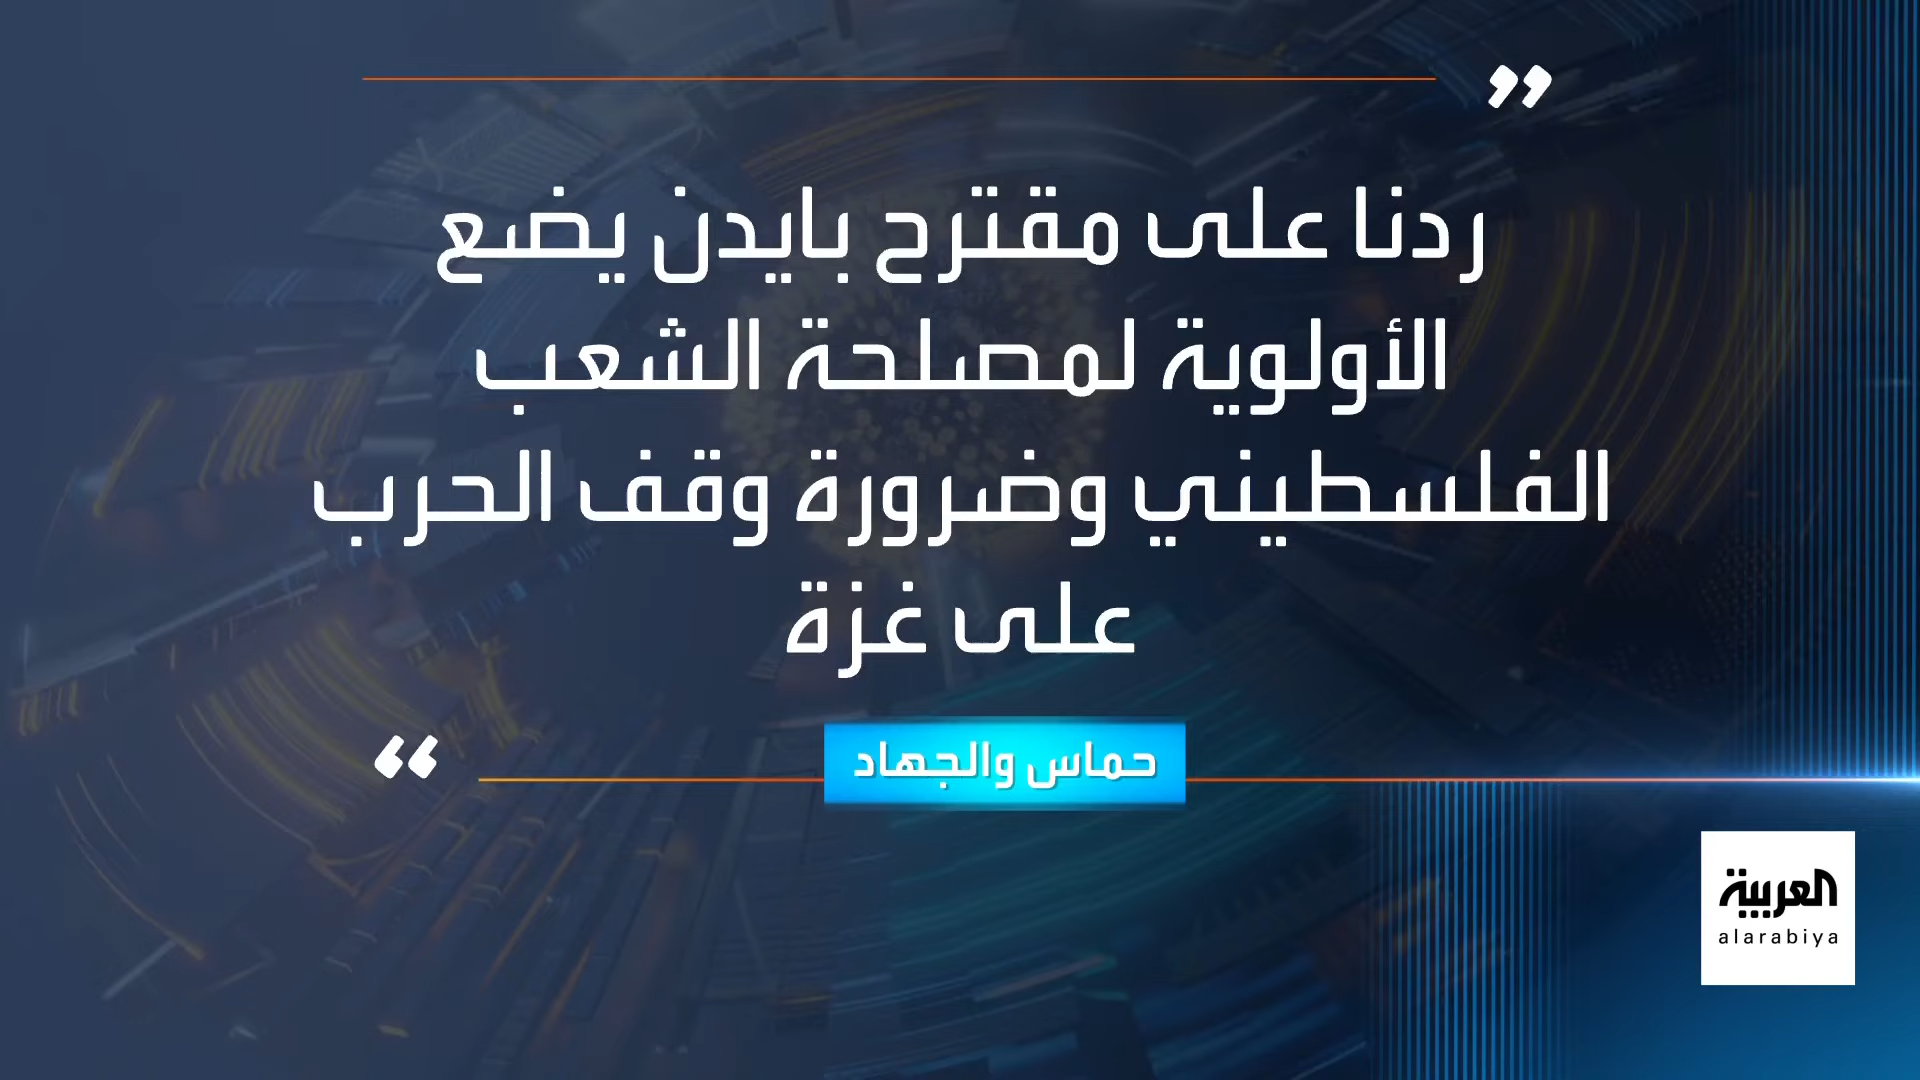 ردنا على مقترح بايدن يضع
الأولوية لمصلحة الشعب
الفلسطيني وضرورة وقف الحرب
على غزة
حماس والجهاد
العربية
alarabiya